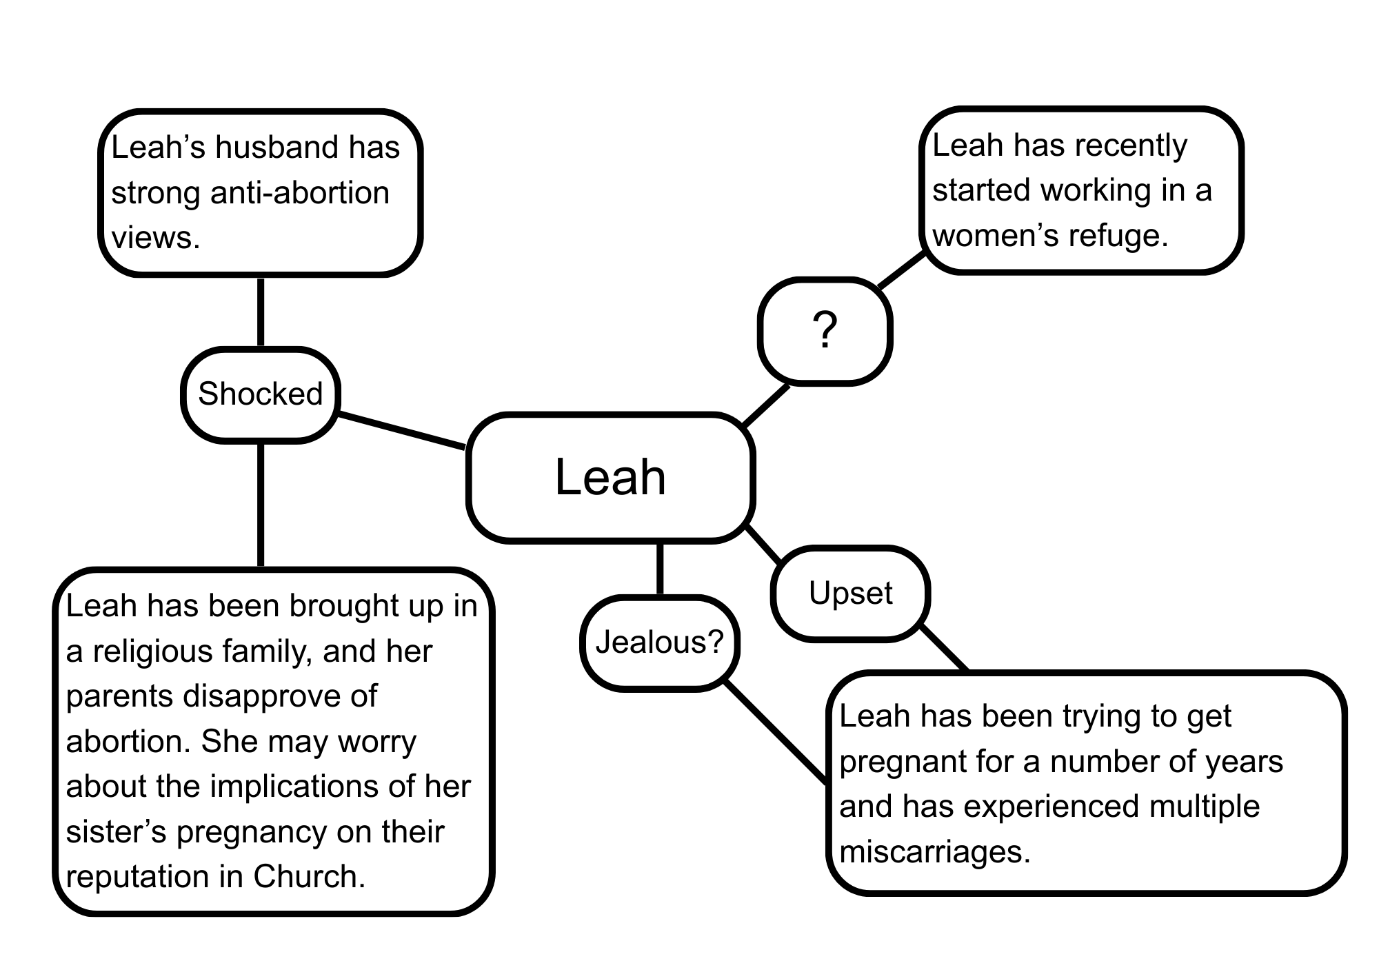 Leah’s husband has
strong anti-abortion
views.
Leah has recently
started working in a
women’s refuge.
?
Shocked
Leah
Upset
Jealous?
Leah has been brought up in
a religious family, and her
parents disapprove of
abortion. She may worry
about the implications of her
sister’s pregnancy on their
reputation in Church.
Leah has been trying to get
pregnant for a number of years
and has experienced multiple
miscarriages.